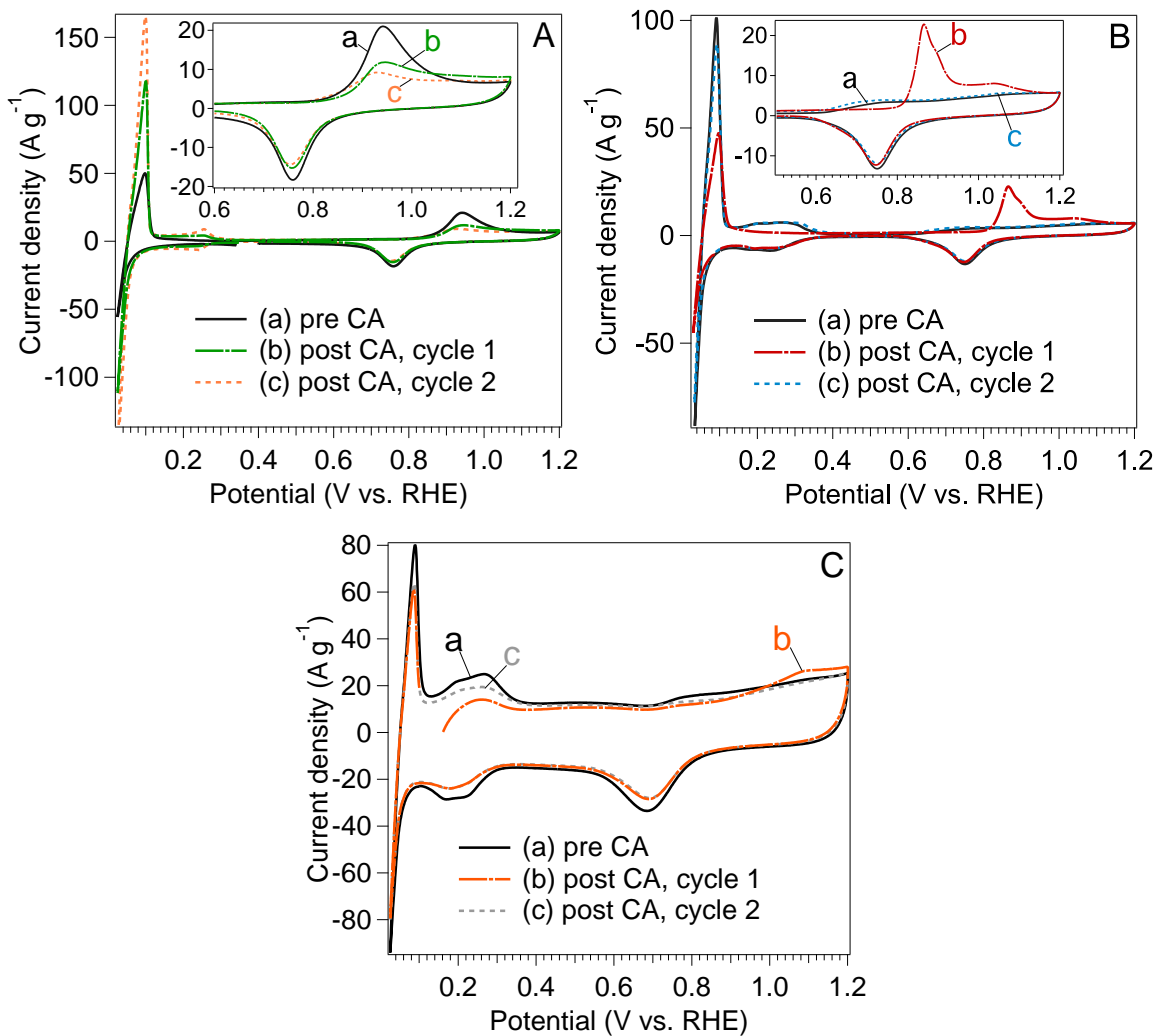 A
Current density (A g-1)
150
100
50
0
-50
-100
20
10
0
-10
-20
0.6 0.8 1.0 1.2
a
b
c
(a) pre CA
(b) post CA, cycle 1
(c) post CA, cycle 2
0.2 0.4 0.6 0.8 1.0 1.2
Potential (V vs. RHE)
B
Current density (A g-1)
100
50
0
-50
20
10
0
-10
0.6 0.8 1.0 1.2
a
b
c
(a) pre CA
(b) post CA, cycle 1
(c) post CA, cycle 2
0.2 0.4 0.6 0.8 1.0 1.2
Potential (V vs. RHE)
C
Current density (A g-1)
80
60
40
20
0
-20
-40
-60
-80
a
c
b
(a) pre CA
(b) post CA, cycle 1
(c) post CA, cycle 2
0.2 0.4 0.6 0.8 1.0 1.2
Potential (V vs. RHE)